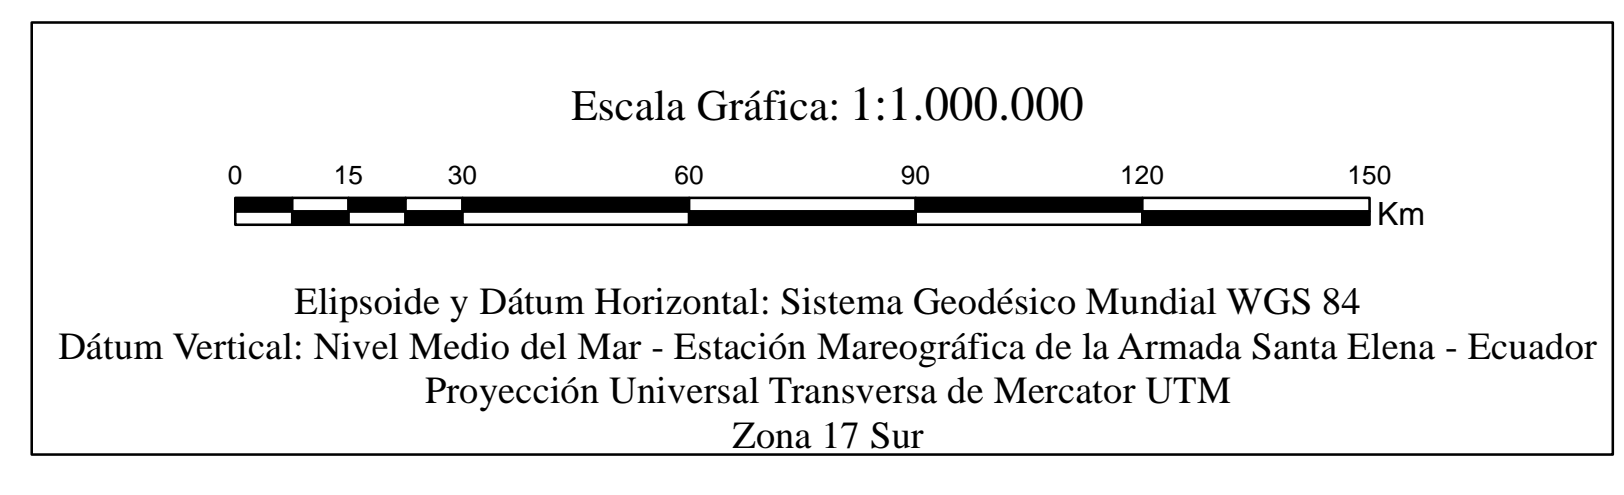 Escala Gráfica: 1:1.000.000
0 15 30 60 90 120 150
Km
Elipsoide y Dátum Horizontal: Sistema Geodésico Mundial WGS 84
Dátum Vertical: Nivel Medio del Mar - Estación Mareográfica de la Armada Santa Elena - Ecuador
Proyección Universal Transversa de Mercator UTM
Zona 17 Sur